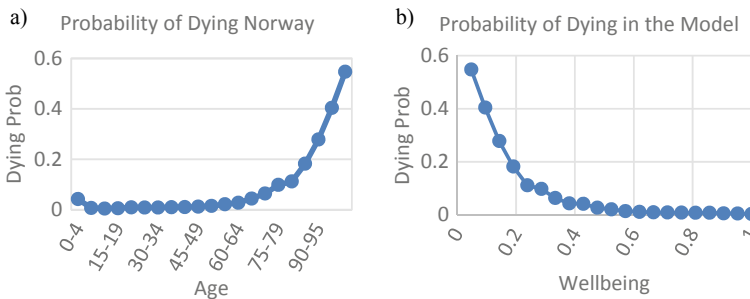 a)
Probability of Dying Norway
0.6
0.4
0.2
0
Dying Prob
0-4
15-19
30-34
45-49
60-64
75-79
90-95
Age
b)
Probability of Dying in the Model
0.6
0.4
0.2
0
Dying Prob
0
0.2
0.4
0.6
0.8
1
Wellbeing